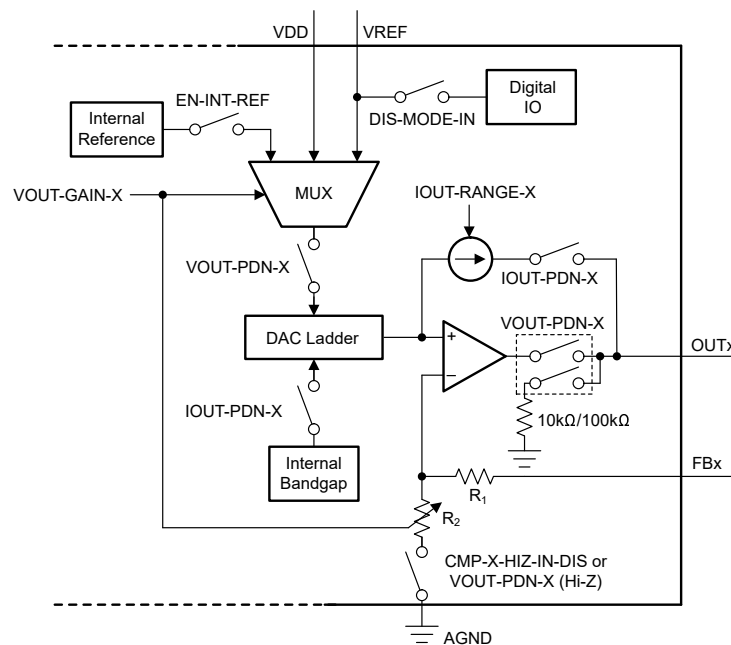 VDD
VREF
EN-INT-REF
Internal
Reference
DIS-MODE-IN
Digital
IO
VOUT-GAIN-X
MUX
IOUT-RANGE-X
VOUT-PDN-X
IOUT-PDN-X
DAC Ladder
+
–
VOUT-PDN-X
OUTx
IOUT-PDN-X
10kΩ/100kΩ
Internal
Bandgap
FBx
R1
R2
CMP-X-HIZ-IN-DIS or
VOUT-PDN-X (Hi-Z)
AGND